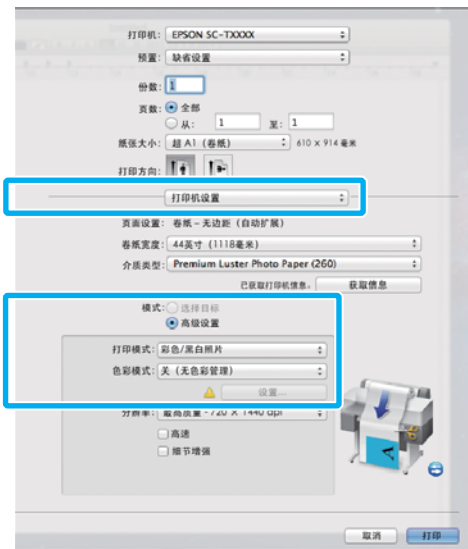 打印机: EPSON SC-TXXXX
预置: 缺省设置
份数: 1
页数: 全部
从: 1 至: 1
纸张大小: 超 A1 (卷纸) 610 × 914 毫米
打印方向:
打印机设置
页面设置: 卷纸 - 无边距 (自动扩展)
卷纸宽度: 44英寸 (1118毫米)
介质类型: Premium Luster Photo Paper (260)
已获取打印机信息。 获取信息
模式: 选择目标
高级设置
打印模式: 彩色/黑白照片
色彩模式: 关 (无色彩管理)
设置...
分辨率: 最高质量 - 720 X 1440 dpi
高速
细节增强
取消 打印